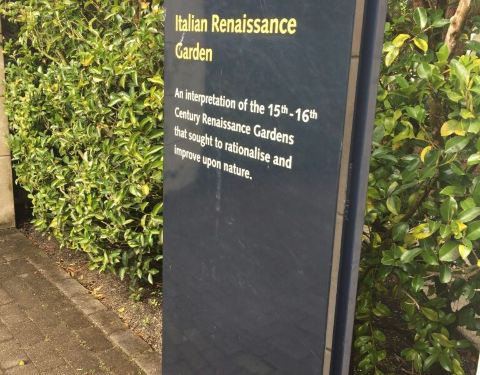 Italian Renaissance
Garden
An interpretation of the 15th-16th
Century Renaissance Gardens
that sought to rationalise and
improve upon nature.